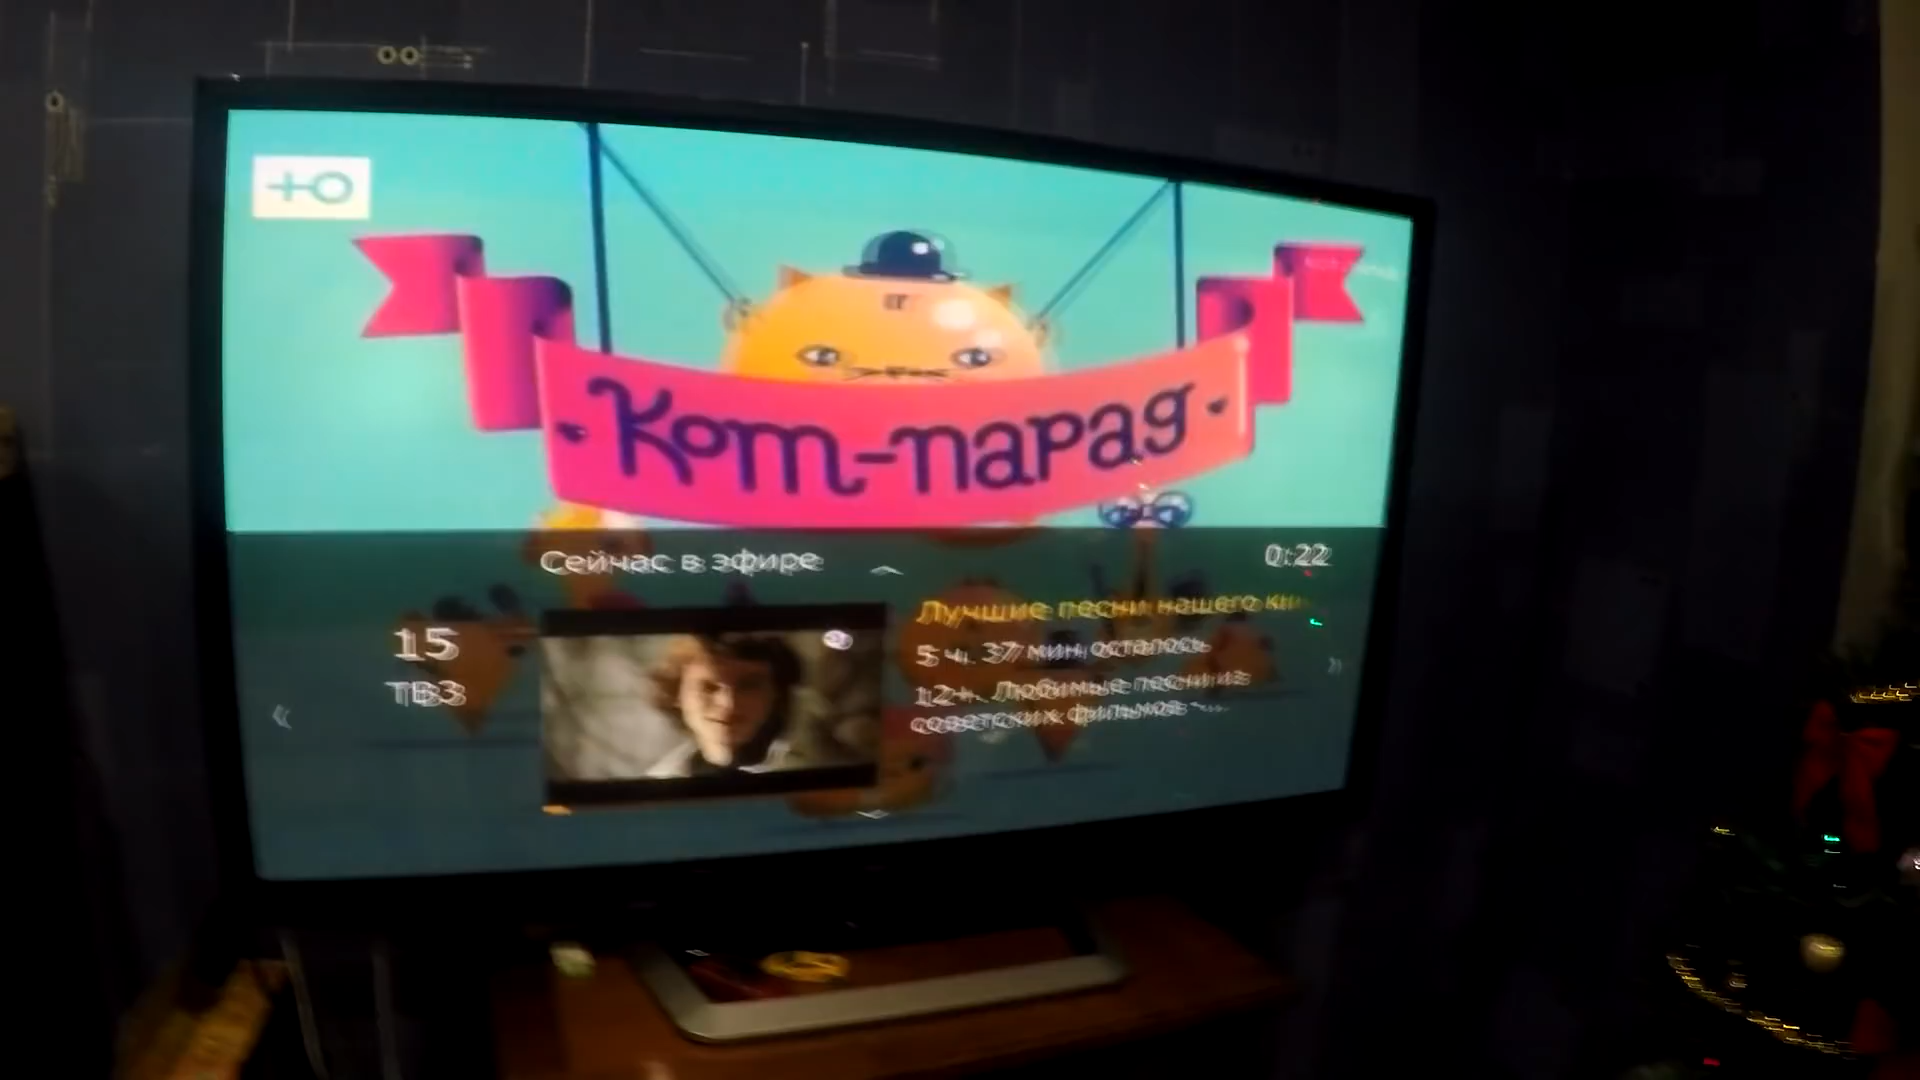 Ю
Кот-парад
Сейчас в эфире
0:22
15
ТВ3
Лучшие песни нашего ки
5 ч. 37 мин осталось
12+. Любимые песни из
советских фильмов -...